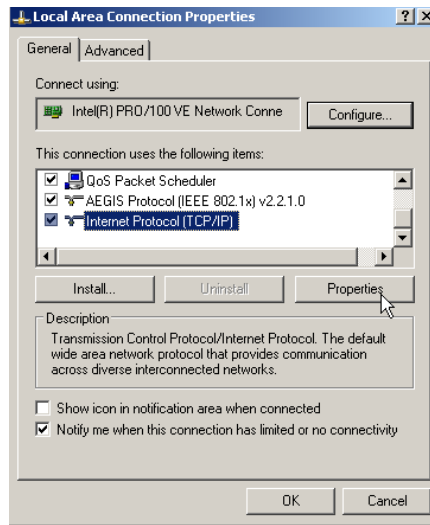 Local Area Connection Properties
General Advanced
Connect using:
Intel(R) PRO/100 VE Network Conne Configure...
This connection uses the following items:
QoS Packet Scheduler
AEGIS Protocol (IEEE 802.1x) v2.2.1.0
Internet Protocol (TCP/IP)
Install... Uninstall Properties
Description
Transmission Control Protocol/Internet Protocol. The default
wide area network protocol that provides communication
across diverse interconnected networks.
Show icon in notification area when connected
Notify me when this connection has limited or no connectivity
OK Cancel